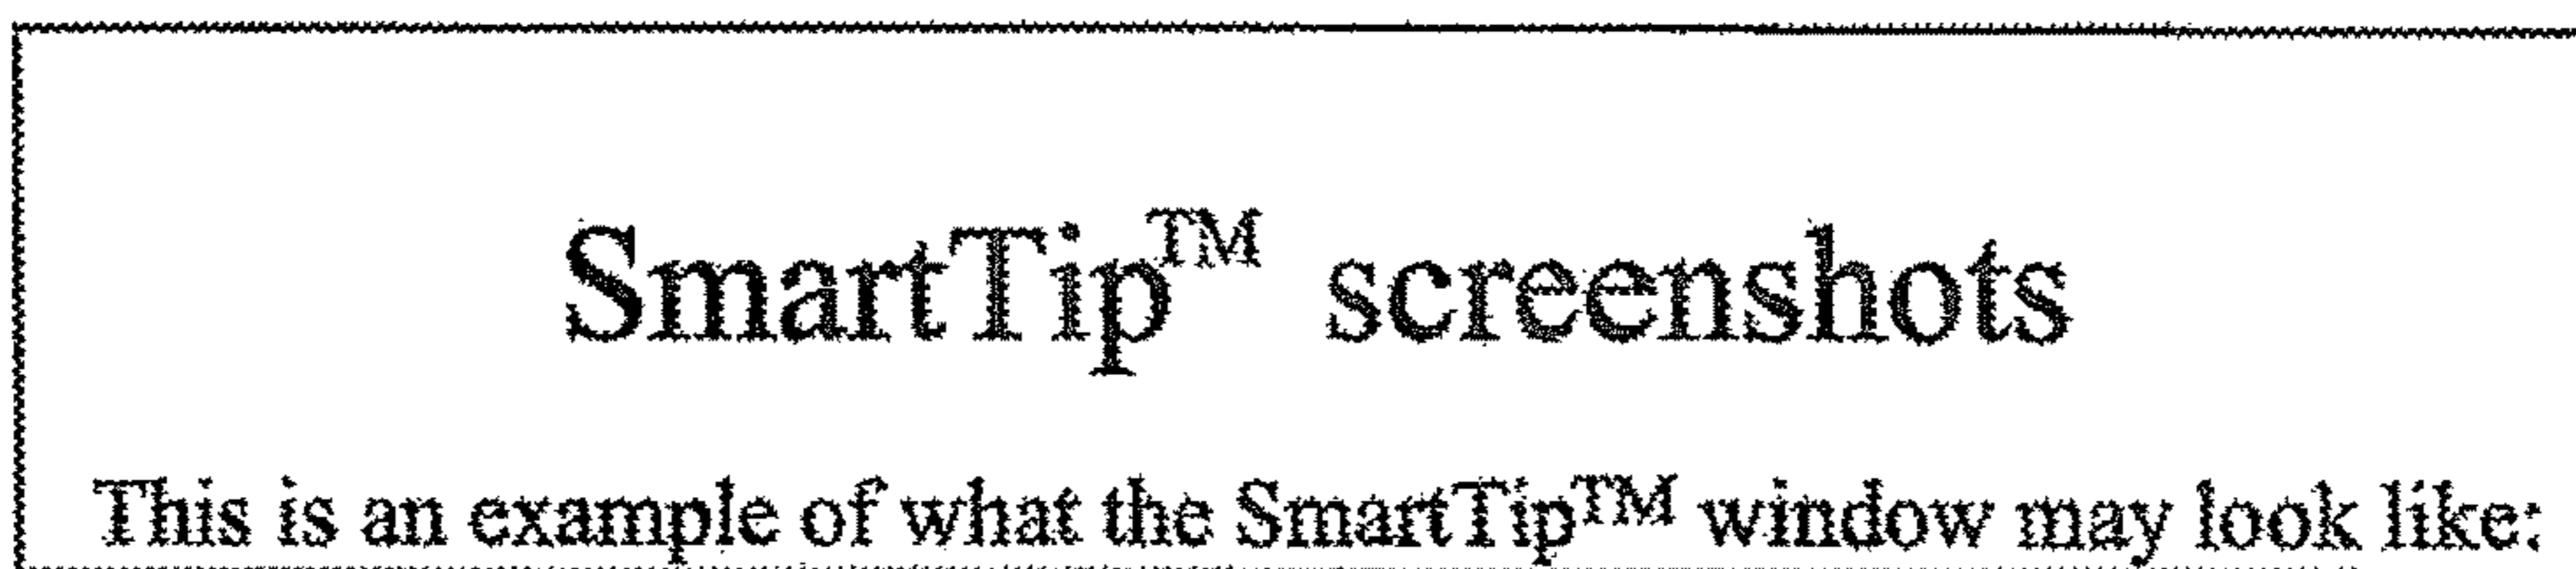 SmartTip™ screenshots
This is an example of what the SmartTip™ window may look like: